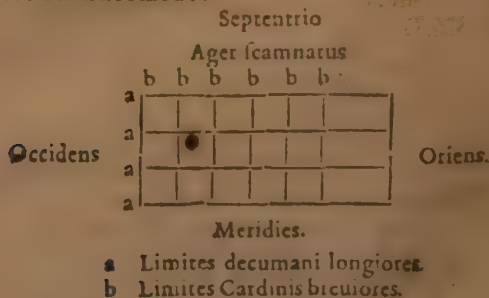 Septentrio
Ager scamnatus
b b b b b b
a
a
Occidens Oriens.
a
a
Meridies.
a Limites decumani longiores.
b Limites Cardinis breuiores.